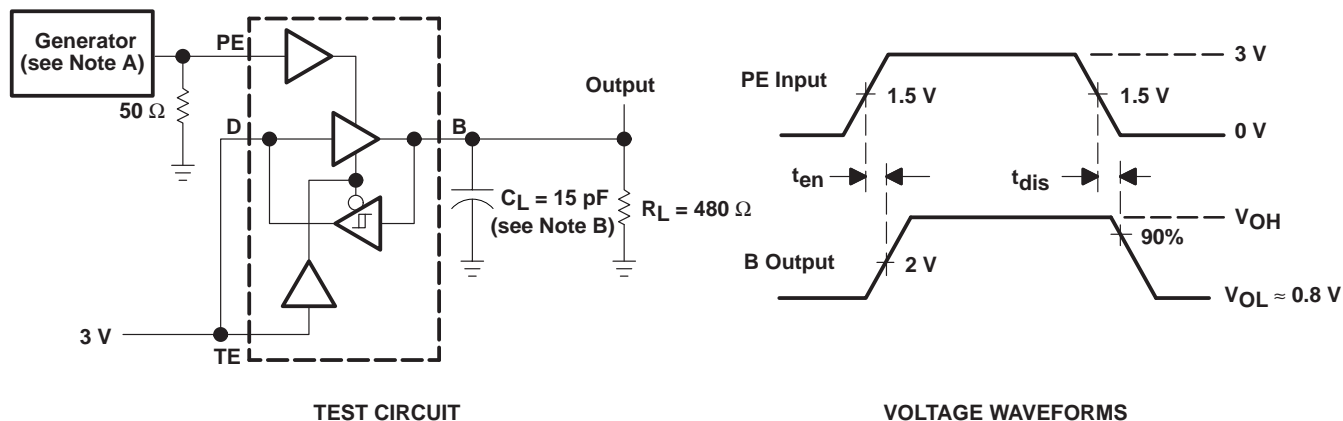 Generator
(see Note A)
PE
50 Ω
D
B
Output
C_L = 15 pF
(see Note B)
R_L = 480 Ω
3 V
TE
TEST CIRCUIT
PE Input
1.5 V
1.5 V
3 V
0 V
t_en
t_dis
V_OH
90%
B Output
2 V
V_OL ≈ 0.8 V
VOLTAGE WAVEFORMS